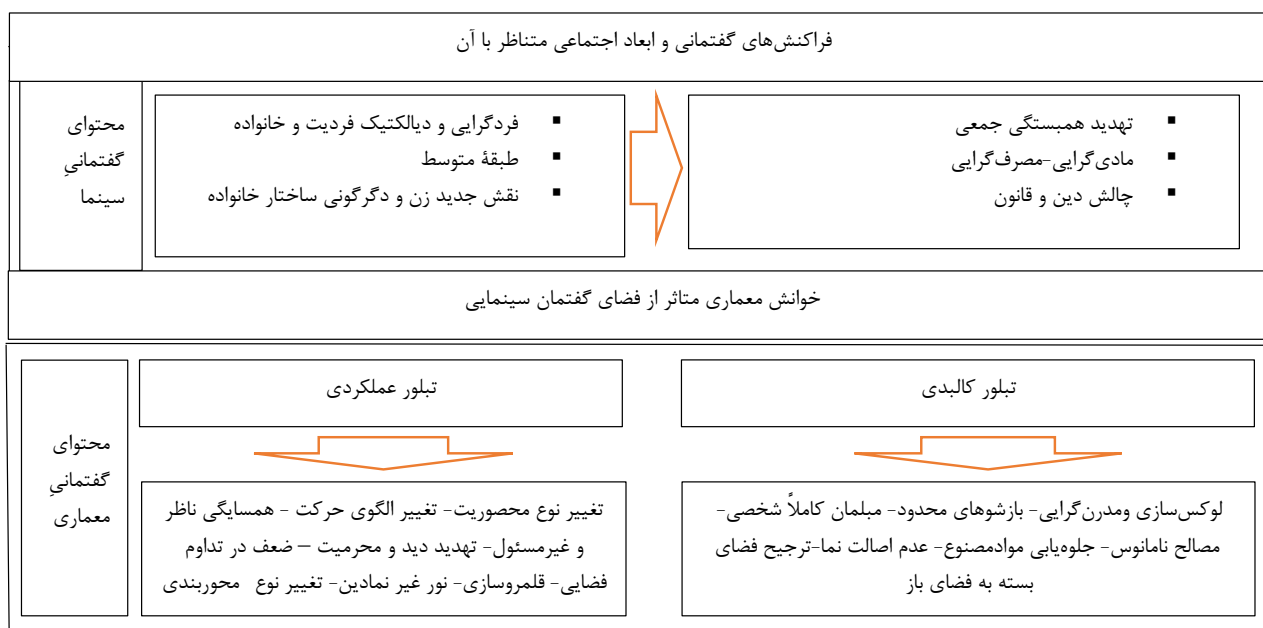 فراکنش‌های گفتمانی و ابعاد اجتماعی متناظر با آن
محتوای
گفتمانیِ
سینما
▪ تهدید همبستگی جمعی
▪ مادی‌گرایی-مصرف‌گرایی
▪ چالش دین و قانون
▪ فردگرایی و دیالکتیک فردیت و خانواده
▪ طبقهٔ متوسط
▪ نقش جدید زن و دگرگونی ساختار خانواده
خوانش معماری متاثر از فضای گفتمان سینمایی
محتوای
گفتمانیِ
معماری
تبلور کالبدی
لوکس‌سازی ومدرن‌گرایی- بازشوهای محدود- مبلمان کاملاً شخصی-
مصالح نامانوس- جلوه‌یابی موادمصنوع- عدم اصالت نما-ترجیح فضای
بسته به فضای باز
تبلور عملکردی
تغییر نوع محصوریت- تغییر الگوی حرکت - همسایگی ناظر
و غیرمسئول- تهدید دید و محرمیت – ضعف در تداوم
فضایی- قلمروسازی- نور غیر نمادین- تغییر نوع محوربندی